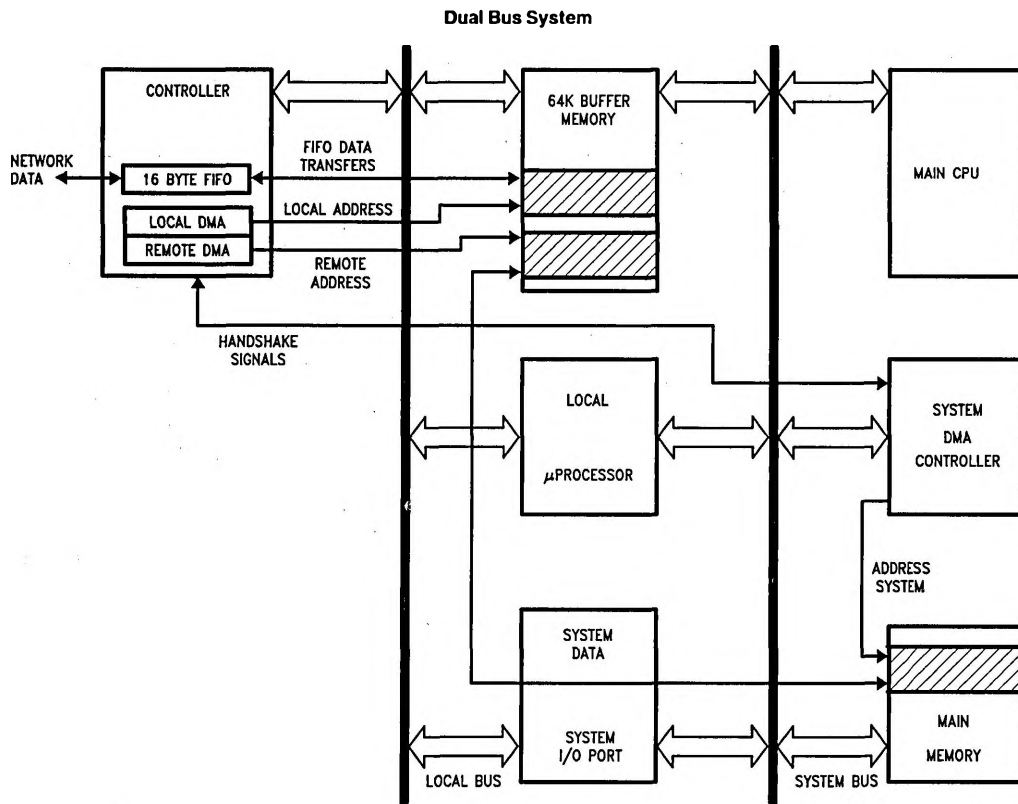 Dual Bus System
CONTROLLER
NETWORK
DATA
16 BYTE FIFO
LOCAL DMA
REMOTE DMA
FIFO DATA
TRANSFERS
LOCAL ADDRESS
REMOTE
ADDRESS
HANDSHAKE
SIGNALS
64K BUFFER
MEMORY
MAIN CPU
LOCAL
μPROCESSOR
SYSTEM
DMA
CONTROLLER
ADDRESS
SYSTEM
SYSTEM
DATA
SYSTEM
I/O PORT
MAIN
MEMORY
LOCAL BUS
SYSTEM BUS